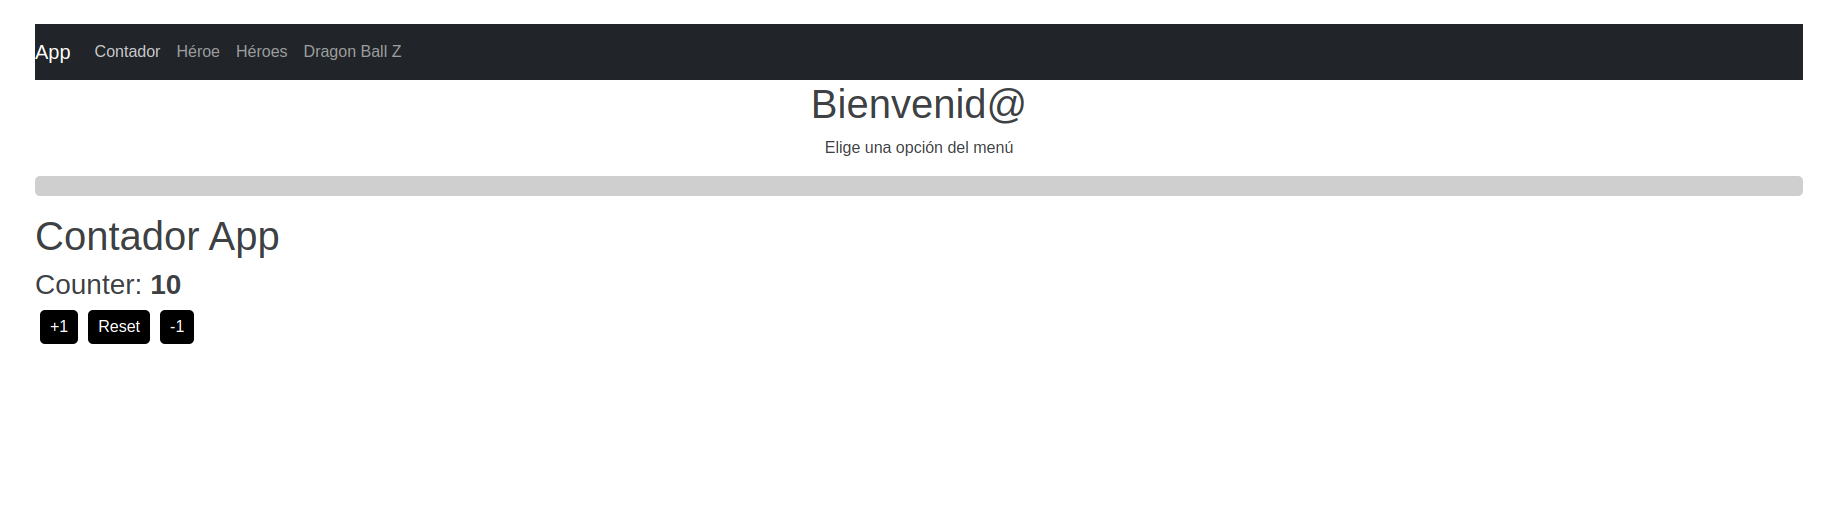 App Contador Héroe Héroes Dragon Ball Z
Bienvenid@
Elige una opción del menú
Contador App
Counter: 10
+1 Reset -1